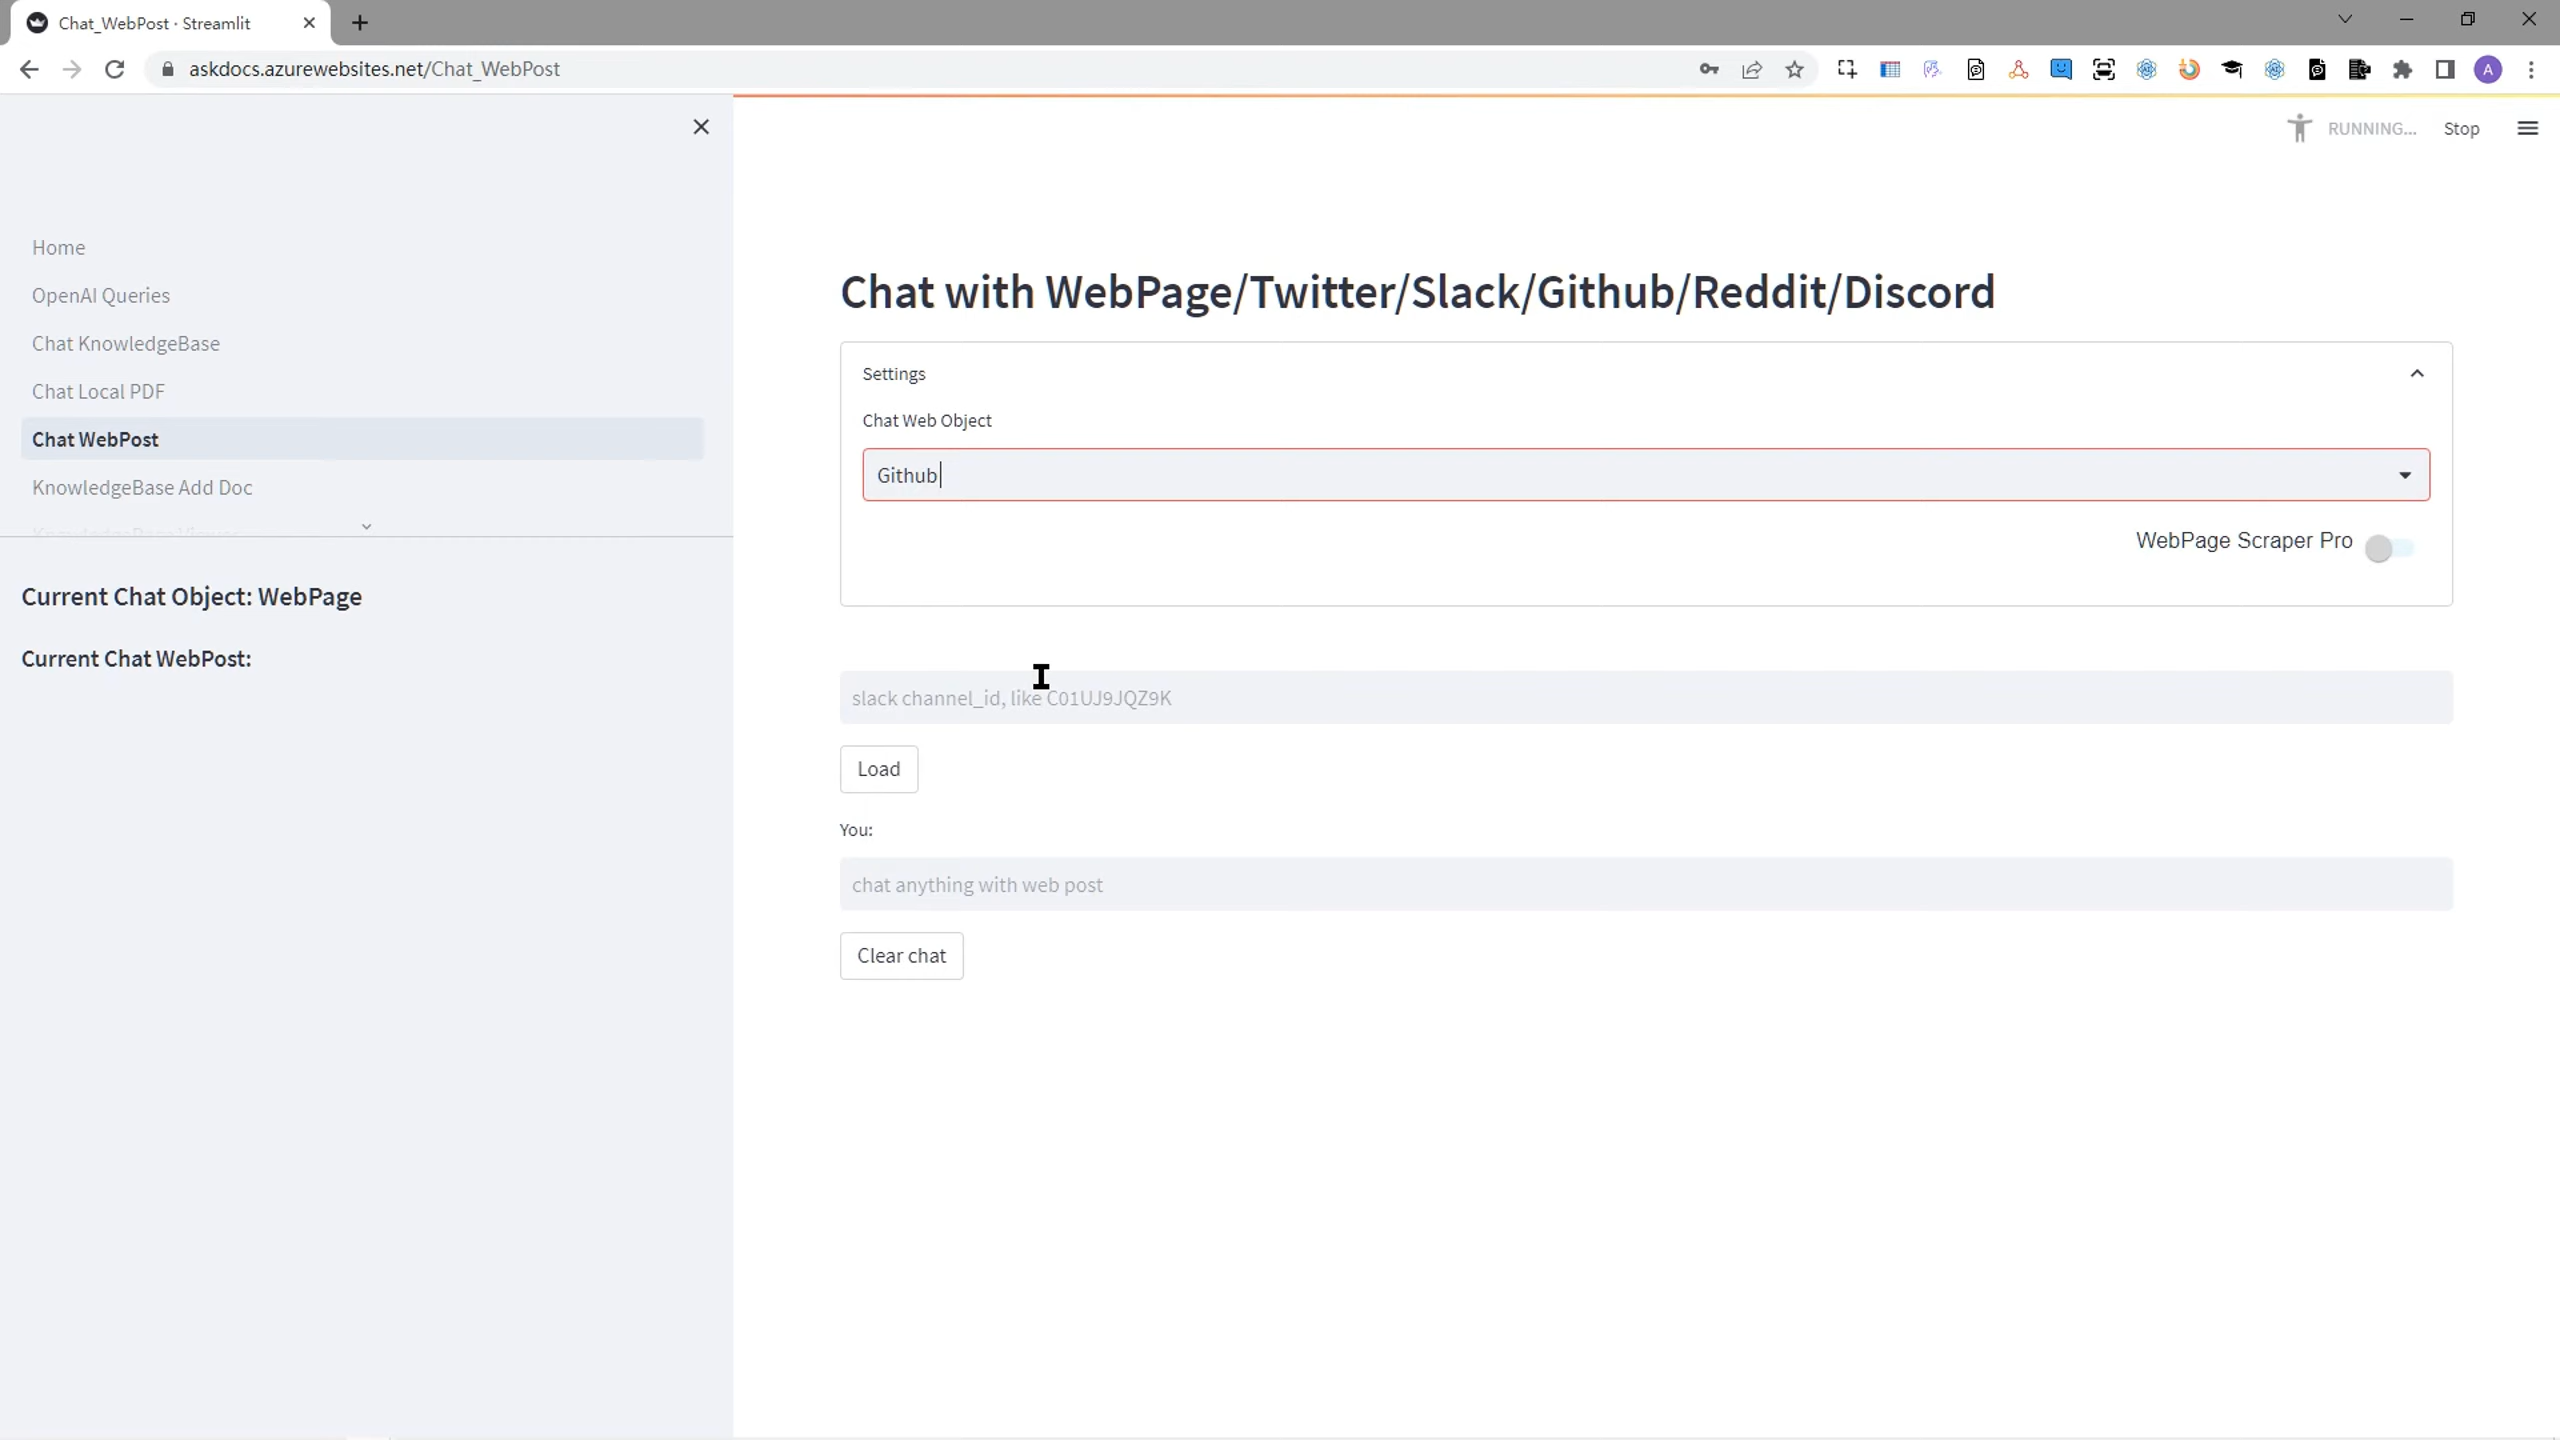 Chat_WebPost · Streamlit
askdocs.azurewebsites.net/Chat_WebPost
A
RUNNING...
Stop
Home
OpenAI Queries
Chat KnowledgeBase
Chat Local PDF
Chat WebPost
KnowledgeBase Add Doc
KnowledgeBase Viewer
Current Chat Object: WebPage
Current Chat WebPost:
Chat with WebPage/Twitter/Slack/Github/Reddit/Discord
Settings
Chat Web Object
Github
WebPage Scraper Pro
slack channel_id, like C01UJ9JQZ9K
Load
You:
chat anything with web post
Clear chat